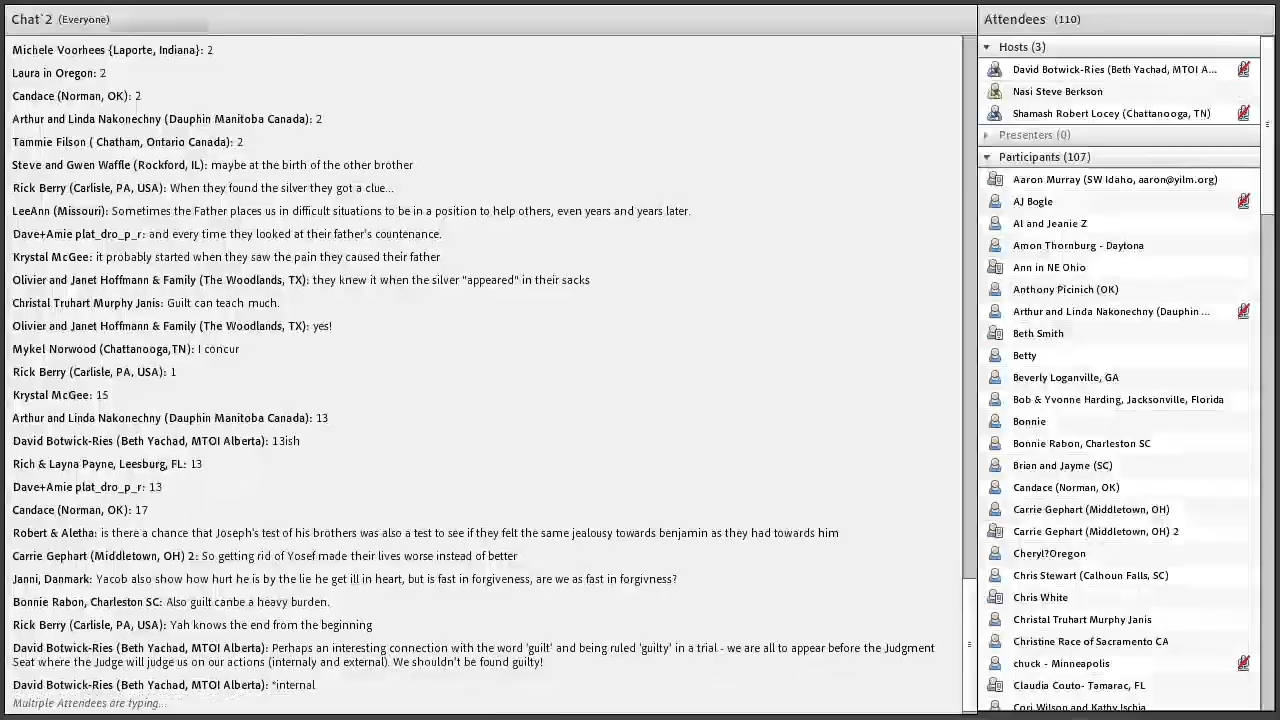 Chat`2 (Everyone)
Michele Voorhees {Laporte, Indiana}: 2
Laura in Oregon: 2
Candace (Norman, OK): 2
Arthur and Linda Nakonechny (Dauphin Manitoba Canada): 2
Tammie Filson ( Chatham, Ontario Canada): 2
Steve and Gwen Waffle (Rockford, IL): maybe at the birth of the other brother
Rick Berry (Carlisle, PA, USA): When they found the silver they got a clue...
LeeAnn (Missouri): Sometimes the Father places us in difficult situations to be in a position to help others, even years and years later.
Dave+Amie plat_dro_p_r: and every time they looked at their father's countenance.
Krystal McGee: it probably started when they saw the pain they caused their father
Olivier and Janet Hoffmann & Family (The Woodlands, TX): they knew it when the silver "appeared" in their sacks
Christal Truhart Murphy Janis: Guilt can teach much.
Olivier and Janet Hoffmann & Family (The Woodlands, TX): yes!
Mykel Norwood (Chattanooga,TN): I concur
Rick Berry (Carlisle, PA, USA): 1
Krystal McGee: 15
Arthur and Linda Nakonechny (Dauphin Manitoba Canada): 13
David Botwick-Ries (Beth Yachad, MTOI Alberta): 13ish
Rich & Layna Payne, Leesburg, FL: 13
Dave+Amie plat_dro_p_r: 13
Candace (Norman, OK): 17
Robert & Aletha: is there a chance that Joseph's test of his brothers was also a test to see if they felt the same jealousy towards benjamin as they had towards him
Carrie Gephart (Middletown, OH) 2: So getting rid of Yosef made their lives worse instead of better
Janni, Danmark: Yacob also show how hurt he is by the lie he get ill in heart, but is fast in forgiveness, are we as fast in forgivness?
Bonnie Rabon, Charleston SC: Also guilt canbe a heavy burden.
Rick Berry (Carlisle, PA, USA): Yah knows the end from the beginning
David Botwick-Ries (Beth Yachad, MTOI Alberta): Perhaps an interesting connection with the word 'guilt' and being ruled 'guilty' in a trial - we are all to appear before the Judgment
Seat where the Judge will judge us on our actions (internaly and external). We shouldn't be found guilty!
David Botwick-Ries (Beth Yachad, MTOI Alberta): *internal
Multiple Attendees are typing...
Attendees (110)
Hosts (3)
David Botwick-Ries (Beth Yachad, MTOI A...
Nasi Steve Berkson
Shamash Robert Locey (Chattanooga, TN)
Presenters (0)
Participants (107)
Aaron Murray (SW Idaho, aaron@yilm.org)
AJ Bogle
Al and Jeanie Z
Amon Thornburg - Daytona
Ann in NE Ohio
Anthony Picinich (OK)
Arthur and Linda Nakonechny (Dauphin ...
Beth Smith
Betty
Beverly Loganville, GA
Bob & Yvonne Harding, Jacksonville, Florida
Bonnie
Bonnie Rabon, Charleston SC
Brian and Jayme (SC)
Candace (Norman, OK)
Carrie Gephart (Middletown, OH)
Carrie Gephart (Middletown, OH) 2
Cheryl?Oregon
Chris Stewart (Calhoun Falls, SC)
Chris White
Christal Truhart Murphy Janis
Christine Race of Sacramento CA
chuck - Minneapolis
Claudia Couto- Tamarac, FL
Cori Wilson and Kathy Ischia